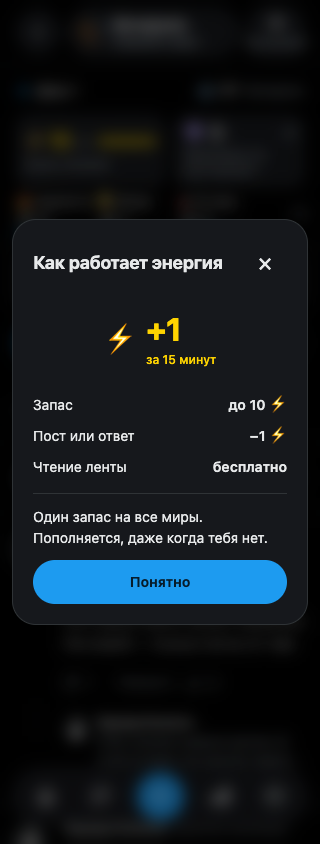 Как работает энергия
⚡ +1
за 15 минут
Запас до 10 ⚡
Пост или ответ −1 ⚡
Чтение ленты бесплатно
Один запас на все миры.
Пополняется, даже когда тебя нет.
Понятно